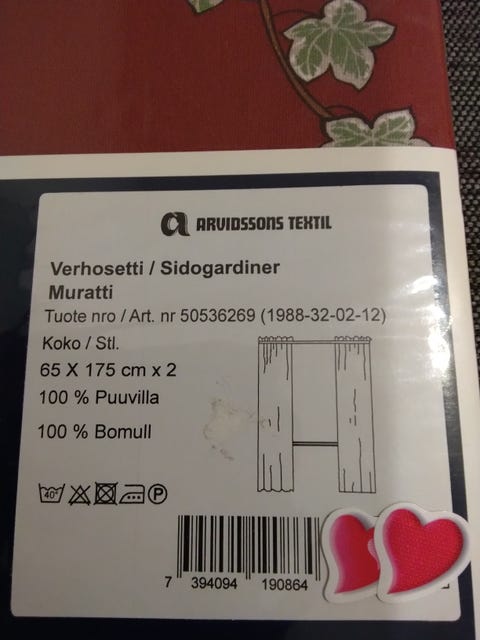 a ARVIDSSONS TEXTIL
Verhosetti / Sidogardiner
Muratti
Tuote nro / Art. nr 50536269 (1988-32-02-12)
Koko / Stl.
65 X 175 cm x 2
100 % Puuvilla
100 % Bomull
40° P
7 394094 190864